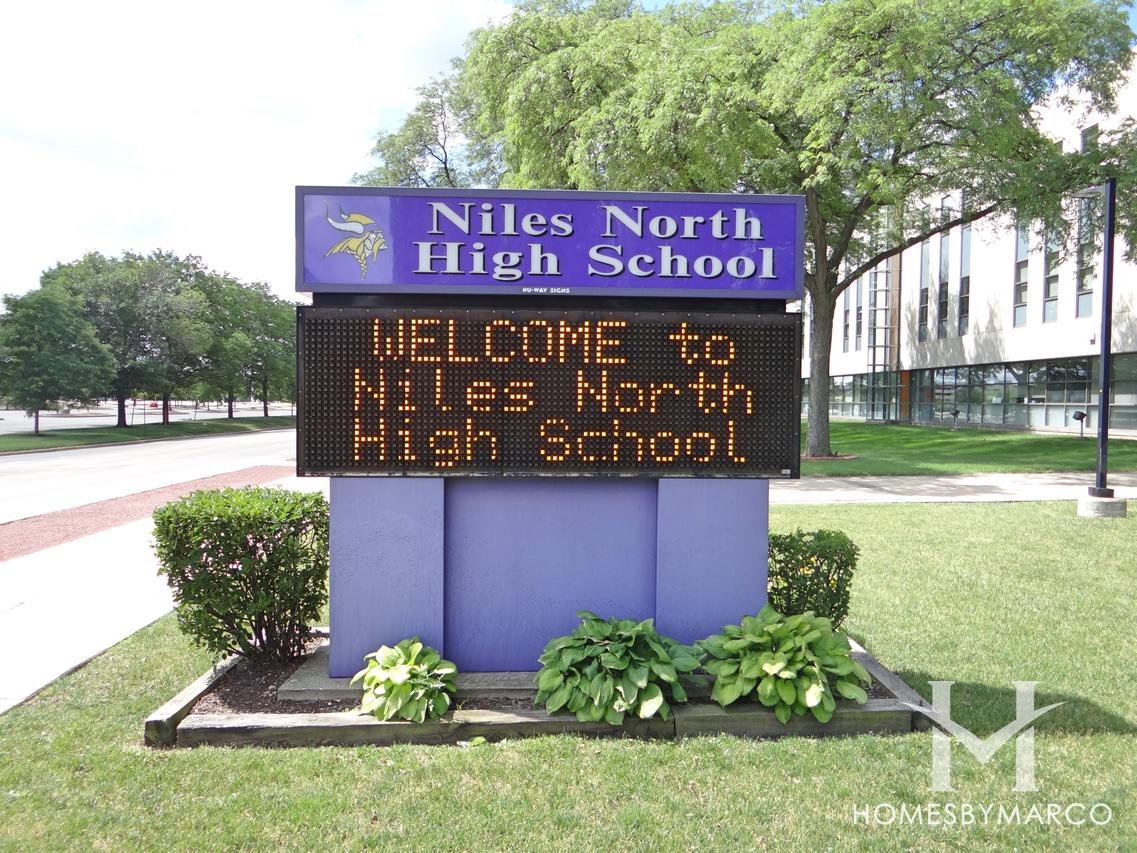 Niles North
High School
NU-WAY SIGNS
WELCOME to
Niles North
High School
HOMESBYMARCO